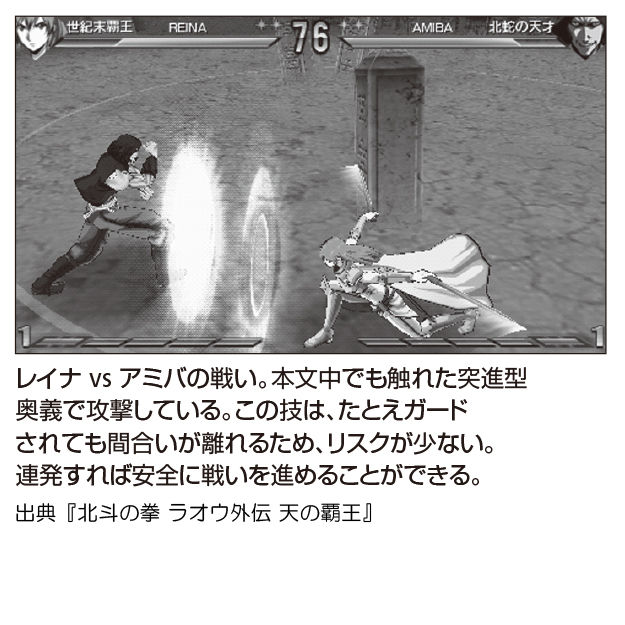 世紀末覇王 REINA 76 AMIBA 北蛇の天才
1 1
レイナ vs アミバの戦い。本文中でも触れた突進型
奥義で攻撃している。この技は、たとえガード
されても間合いが離れるため、リスクが少ない。
連発すれば安全に戦いを進めることができる。
出典『北斗の拳 ラオウ外伝 天の覇王』